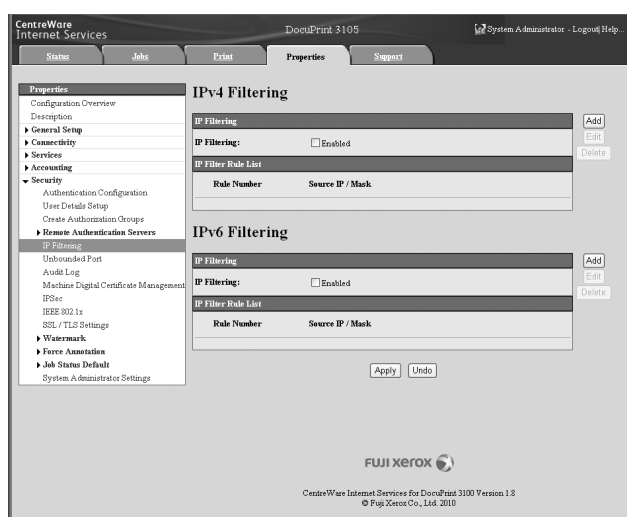 CentreWare
Internet Services
DocuPrint 3105
System Administrator - Logout| Help...
Status
Jobs
Print
Properties
Support
Properties
Configuration Overview
Description
General Setup
Connectivity
Services
Accounting
Security
Authentication Configuration
User Details Setup
Create Authorization Groups
Remote Authentication Servers
IP Filtering
Unbounded Port
Audit Log
Machine Digital Certificate Management
IPSec
IEEE 802.1x
SSL / TLS Settings
Watermark
Force Annotation
Job Status Default
System Administrator Settings
IPv4 Filtering
IP Filtering
Add
Edit
Delete
IP Filtering:
Enabled
IP Filter Rule List
Rule Number Source IP / Mask
IPv6 Filtering
IP Filtering
Add
Edit
Delete
IP Filtering:
Enabled
IP Filter Rule List
Rule Number Source IP / Mask
Apply Undo
FUJI xerox
CentreWare Internet Services for DocuPrint 3100 Version 1.8
© Fuji Xerox Co., Ltd. 2010